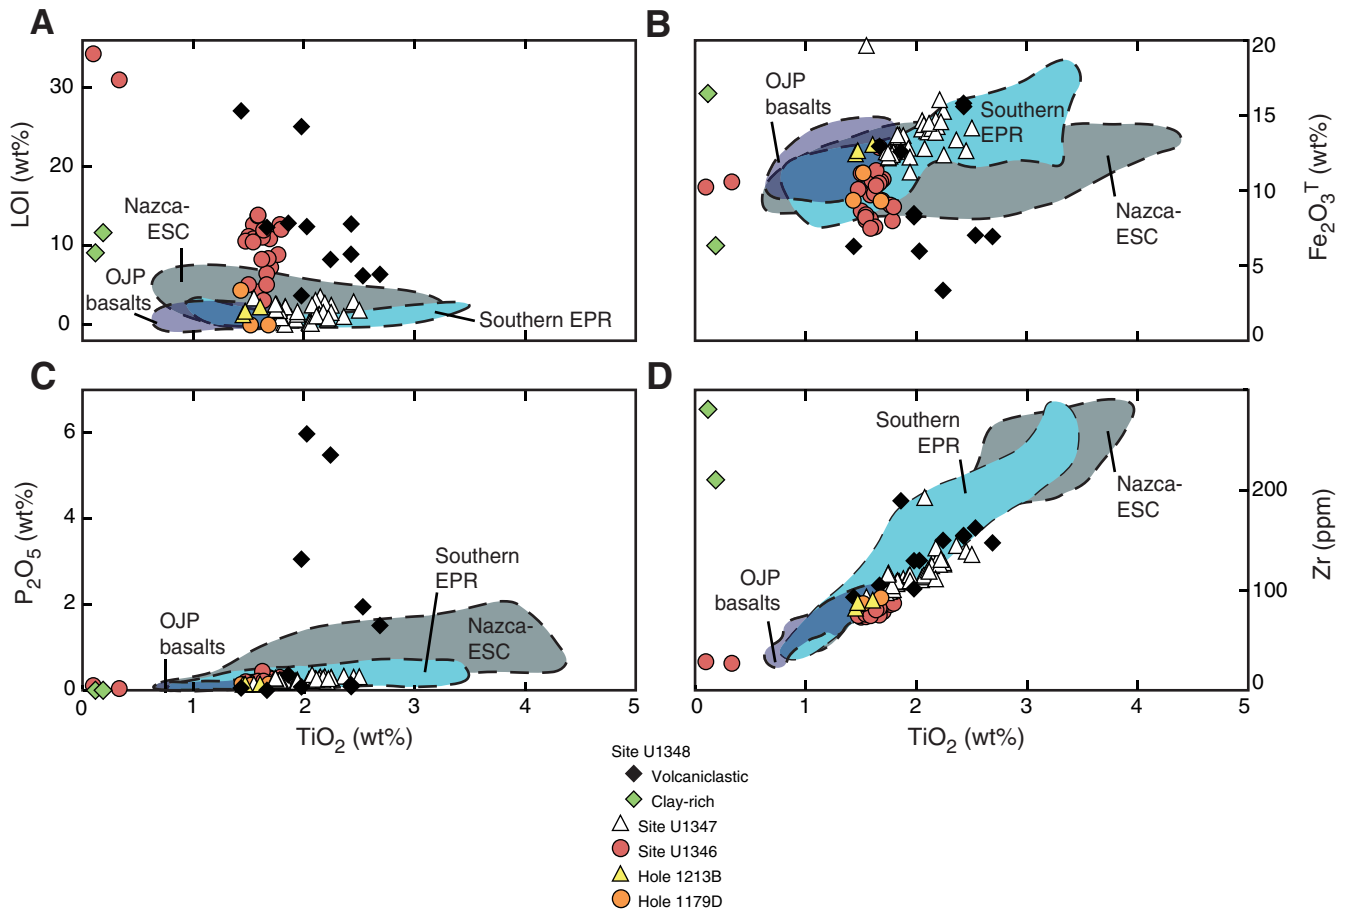 A
LOI (wt%)
30
20
10
0
Nazca-
ESC
OJP
basalts
Southern EPR
B
20
15
10
5
0
Fe₂O₃ᵀ (wt%)
OJP
basalts
Southern
EPR
Nazca-
ESC
C
P₂O₅ (wt%)
6
4
2
0
Southern
EPR
OJP
basalts
Nazca-
ESC
0 1 2 3 4 5
TiO₂ (wt%)
D
200
100
0
Zr (ppm)
Southern
EPR
Nazca-
ESC
OJP
basalts
0 1 2 3 4 5
TiO₂ (wt%)
Site U1348
Volcaniclastic
Clay-rich
Site U1347
Site U1346
Hole 1213B
Hole 1179D